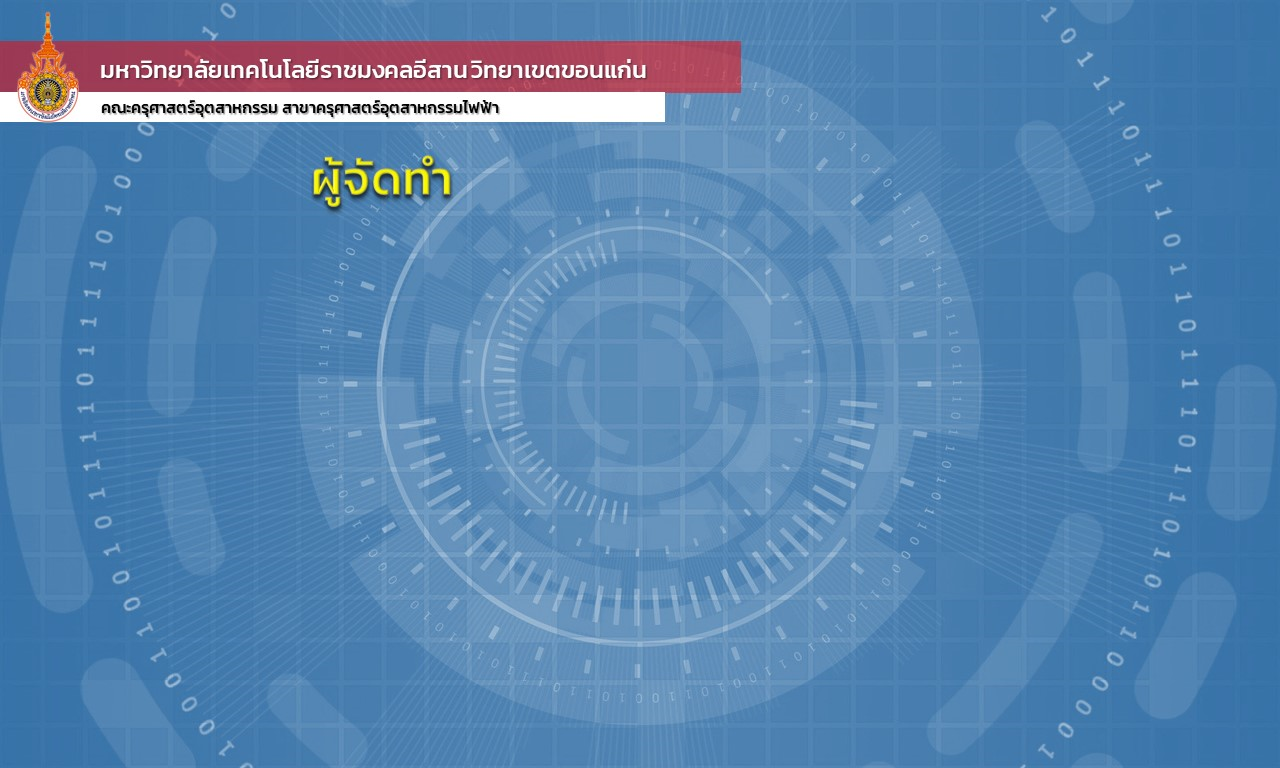 มหาวิทยาลัยเทคโนโลยีราชมงคลอีสาน วิทยาเขตขอนแก่น
คณะครุศาสตร์อุตสาหกรรม สาขาครุศาสตร์อุตสาหกรรมไฟฟ้า
ผู้จัดทำ